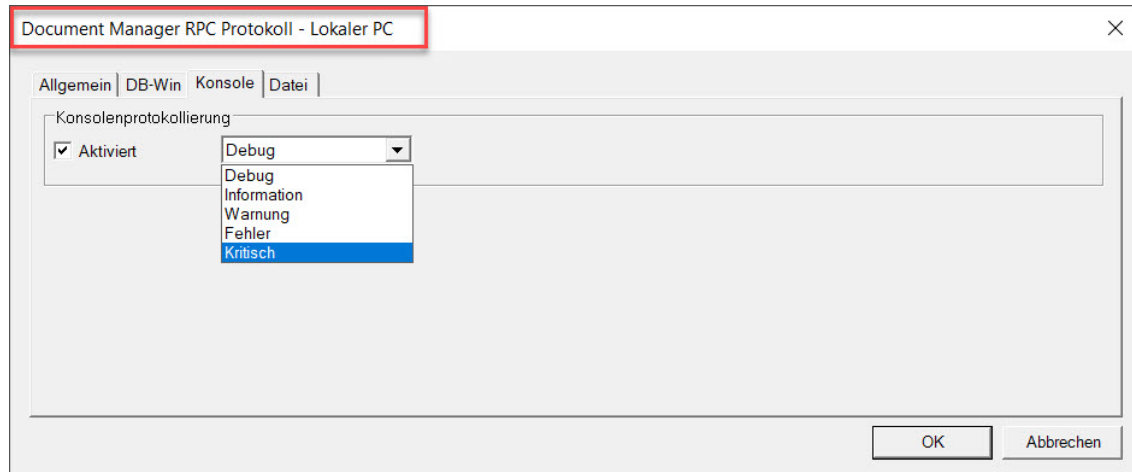 Document Manager RPC Protokoll - Lokaler PC
Allgemein DB-Win Konsole Datei
Konsolenprotokollierung
Aktiviert Debug
Debug
Information
Warnung
Fehler
Kritisch
OK Abbrechen